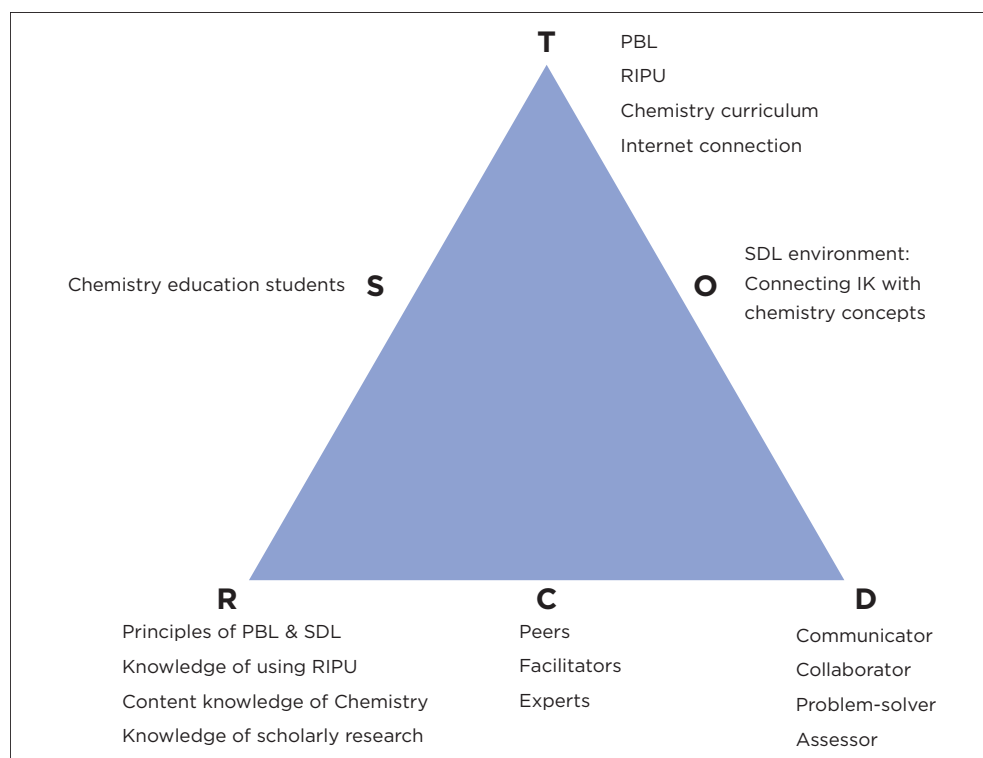 T
PBL
RIPU
Chemistry curriculum
Internet connection
Chemistry education students
S
O
SDL environment:
Connecting IK with
chemistry concepts
R
Principles of PBL & SDL
Knowledge of using RIPU
Content knowledge of Chemistry
Knowledge of scholarly research
C
Peers
Facilitators
Experts
D
Communicator
Collaborator
Problem-solver
Assessor